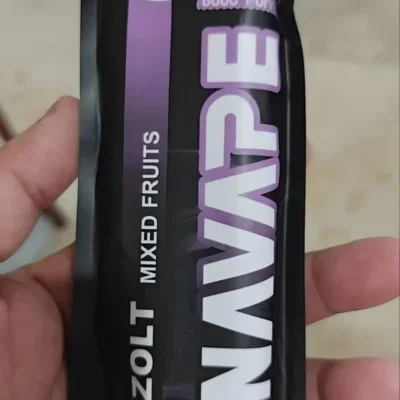 NAVAPE
ZOLT MIXED FRUITS